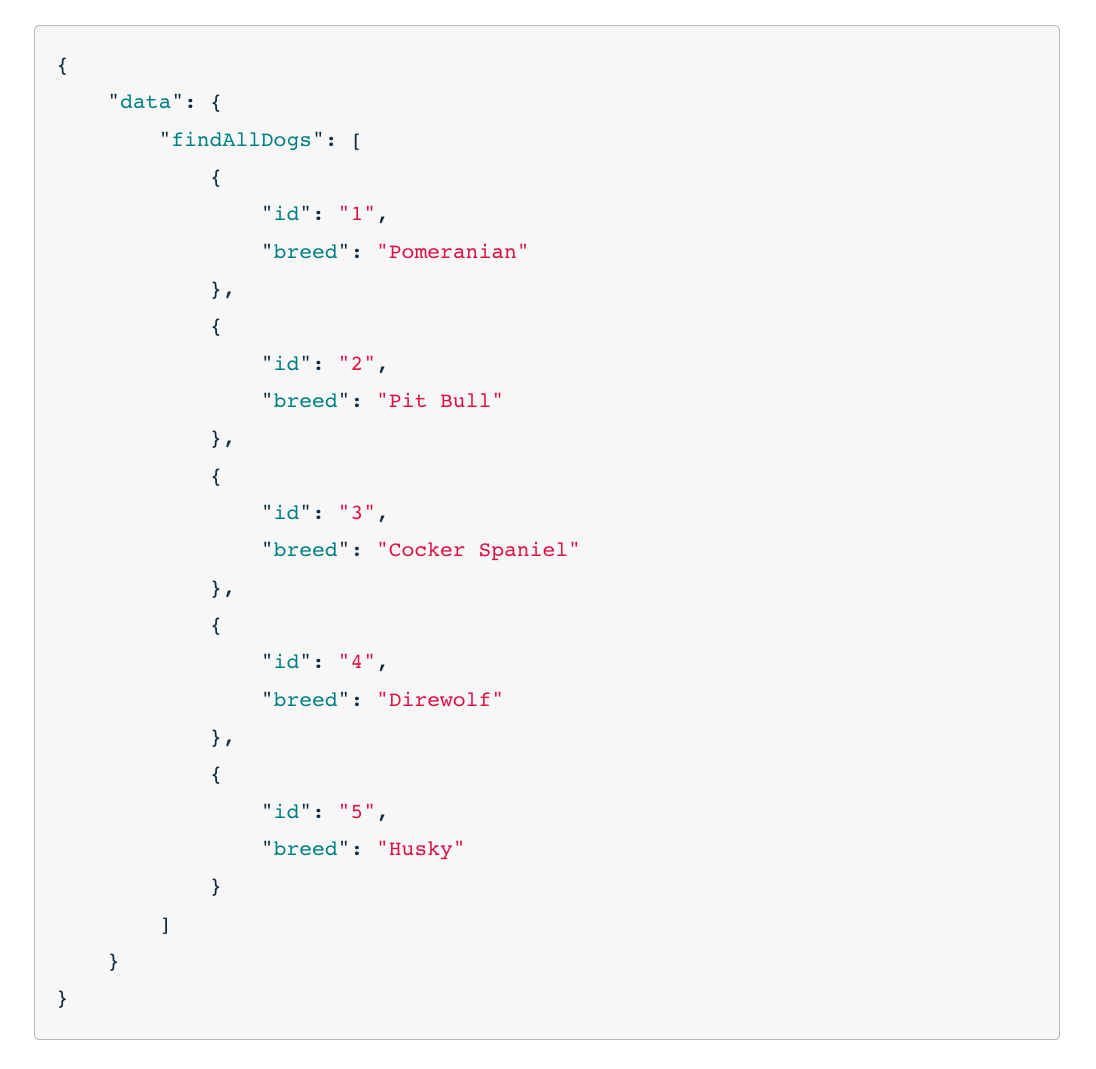 {
    "data": {
        "findAllDogs": [
            {
                "id": "1",
                "breed": "Pomeranian"
            },
            {
                "id": "2",
                "breed": "Pit Bull"
            },
            {
                "id": "3",
                "breed": "Cocker Spaniel"
            },
            {
                "id": "4",
                "breed": "Direwolf"
            },
            {
                "id": "5",
                "breed": "Husky"
            }
        ]
    }
}